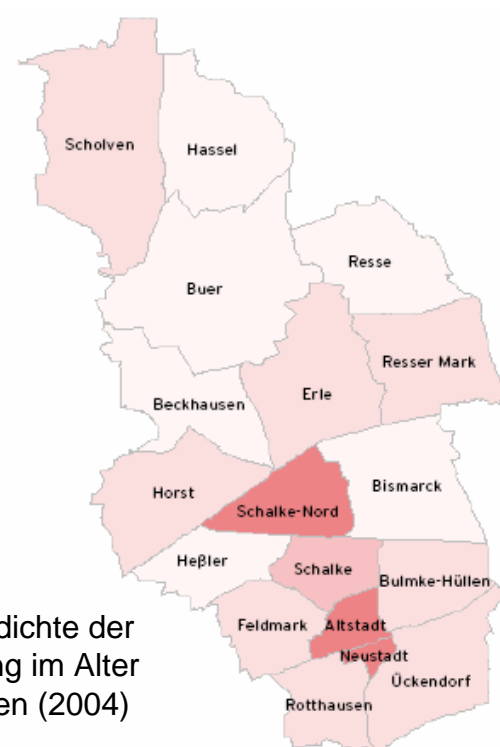 Scholven
Hassel
Resse
Buer
Resser Mark
Erle
Beckhausen
Bismarck
Horst
Schalke-Nord
Heßler
Schalke
Bulmke-Hüllen
Feldmark
Altstadt
Neustadt
Ückendorf
Rotthausen
dichte der
ng im Alter
en (2004)